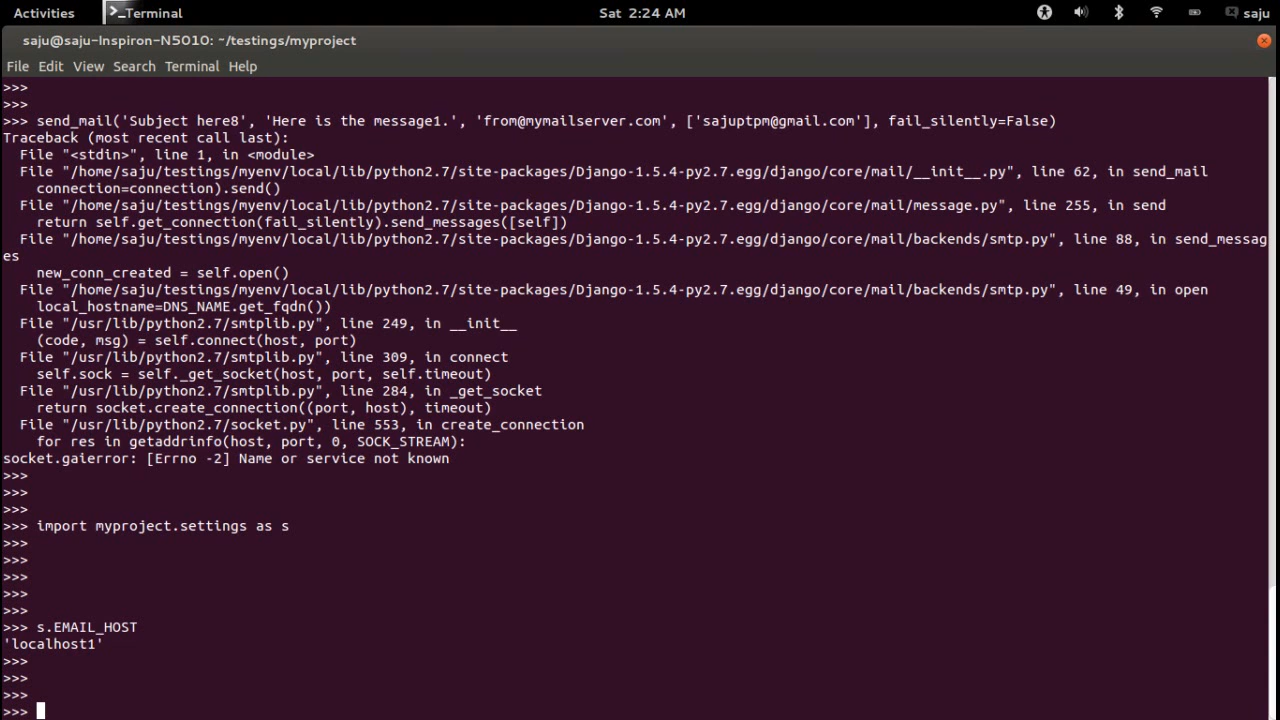 Activities
>_Terminal
Sat 2:24 AM
saju
saju@saju-Inspiron-N5010: ~/testings/myproject
File Edit View Search Terminal Help
>>>
>>>
>>> send_mail('Subject here8', 'Here is the message1.', 'from@mymailserver.com', ['sajuptpm@gmail.com'], fail_silently=False)
Traceback (most recent call last):
  File "<stdin>", line 1, in <module>
  File "/home/saju/testings/myenv/local/lib/python2.7/site-packages/Django-1.5.4-py2.7.egg/django/core/mail/__init__.py", line 62, in send_mail
    connection=connection).send()
  File "/home/saju/testings/myenv/local/lib/python2.7/site-packages/Django-1.5.4-py2.7.egg/django/core/mail/message.py", line 255, in send
    return self.get_connection(fail_silently).send_messages([self])
  File "/home/saju/testings/myenv/local/lib/python2.7/site-packages/Django-1.5.4-py2.7.egg/django/core/mail/backends/smtp.py", line 88, in send_messag
es
    new_conn_created = self.open()
  File "/home/saju/testings/myenv/local/lib/python2.7/site-packages/Django-1.5.4-py2.7.egg/django/core/mail/backends/smtp.py", line 49, in open
    local_hostname=DNS_NAME.get_fqdn())
  File "/usr/lib/python2.7/smtplib.py", line 249, in __init__
    (code, msg) = self.connect(host, port)
  File "/usr/lib/python2.7/smtplib.py", line 309, in connect
    self.sock = self._get_socket(host, port, self.timeout)
  File "/usr/lib/python2.7/smtplib.py", line 284, in _get_socket
    return socket.create_connection((port, host), timeout)
  File "/usr/lib/python2.7/socket.py", line 553, in create_connection
    for res in getaddrinfo(host, port, 0, SOCK_STREAM):
socket.gaierror: [Errno -2] Name or service not known
>>>
>>>
>>>
>>> import myproject.settings as s
>>>
>>>
>>>
>>>
>>>
>>> s.EMAIL_HOST
'localhost1'
>>>
>>>
>>>
>>>